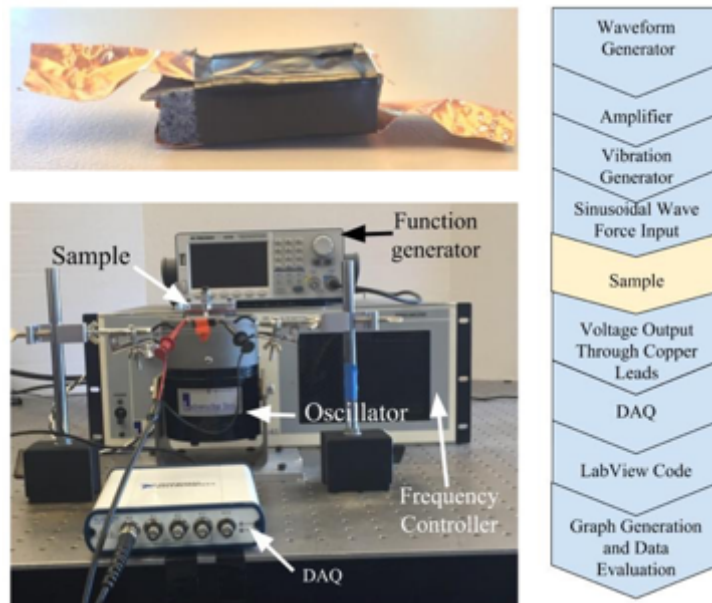 Function
generator
Sample
Oscillator
Frequency
Controller
DAQ
Waveform
Generator
Amplifier
Vibration
Generator
Sinusoidal Wave
Force Input
Sample
Voltage Output
Through Copper
Leads
DAQ
LabView Code
Graph Generation
and Data
Evaluation